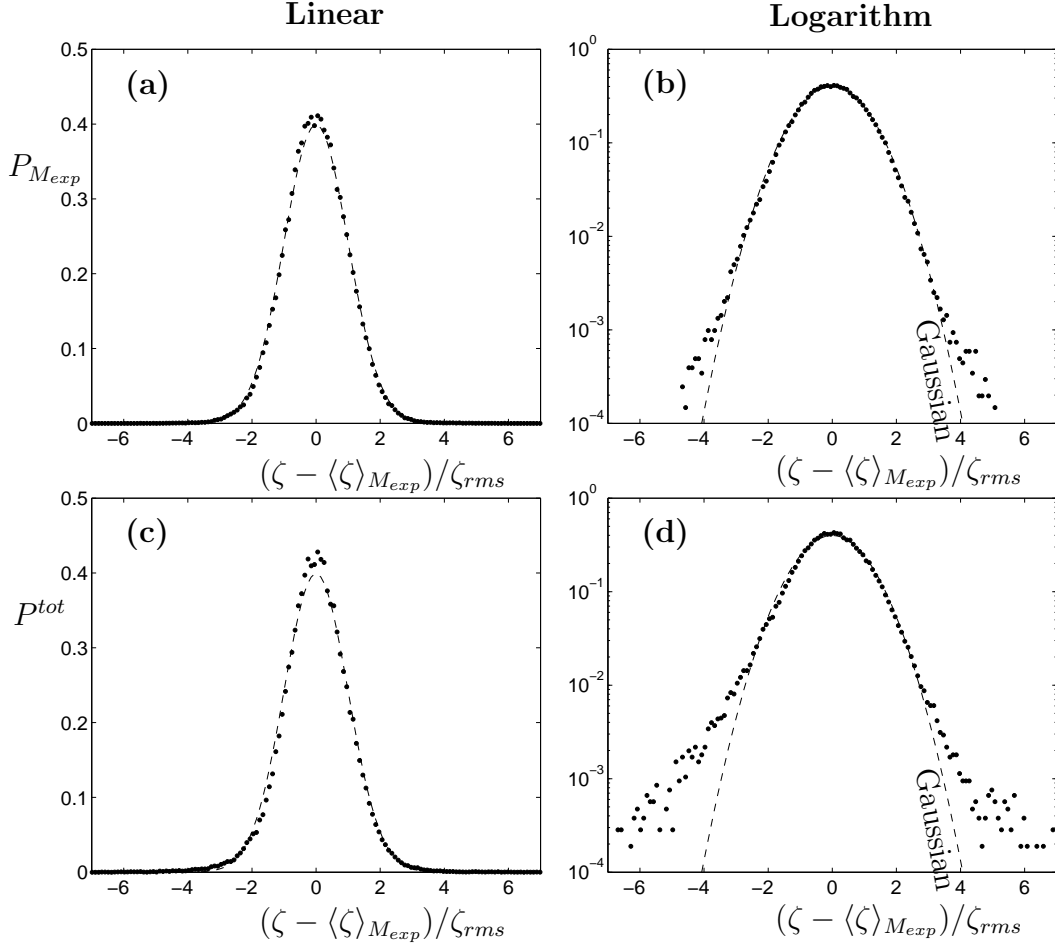 Linear
Logarithm
(a)
P_{M_{exp}}
0.5
0.4
0.3
0.2
0.1
0
−6 −4 −2 0 2 4 6
(ζ − ⟨ζ⟩_{M_{exp}})/ζ_{rms}
(b)
10^0
10^{−1}
10^{−2}
10^{−3}
10^{−4}
Gaussian
−6 −4 −2 0 2 4 6
(ζ − ⟨ζ⟩_{M_{exp}})/ζ_{rms}
(c)
P^{tot}
0.5
0.4
0.3
0.2
0.1
0
−6 −4 −2 0 2 4 6
(ζ − ⟨ζ⟩_{M_{exp}})/ζ_{rms}
(d)
10^0
10^{−1}
10^{−2}
10^{−3}
10^{−4}
Gaussian
−6 −4 −2 0 2 4 6
(ζ − ⟨ζ⟩_{M_{exp}})/ζ_{rms}